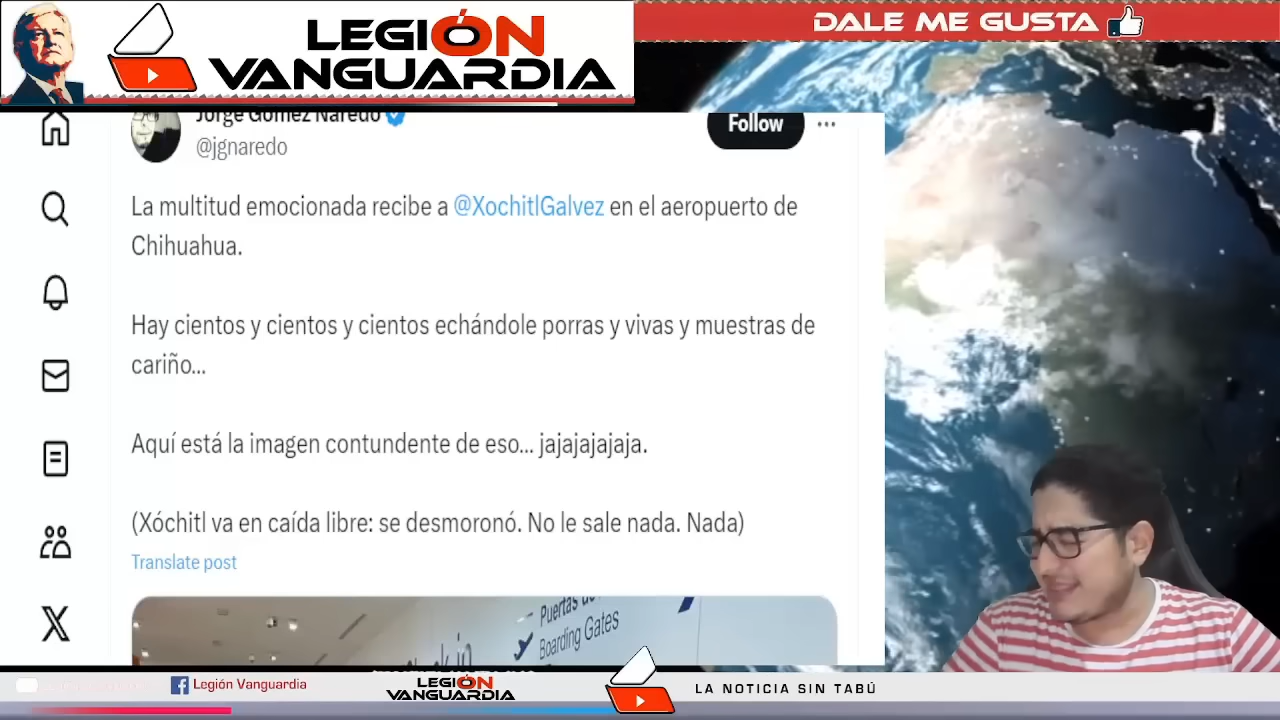 LEGIÓN
VANGUARDIA
DALE ME GUSTA
Jorge Gómez Naredo
@jgnaredo
Follow
La multitud emocionada recibe a @XochitlGalvez en el aeropuerto de
Chihuahua.
Hay cientos y cientos y cientos echándole porras y vivas y muestras de
cariño...
Aquí está la imagen contundente de eso... jajajajajaja.
(Xóchitl va en caída libre: se desmoronó. No le sale nada. Nada)
Translate post
Puertas de
Boarding Gates
Legión Vanguardia
LEGIÓN
VANGUARDIA
LA NOTICIA SIN TABÚ